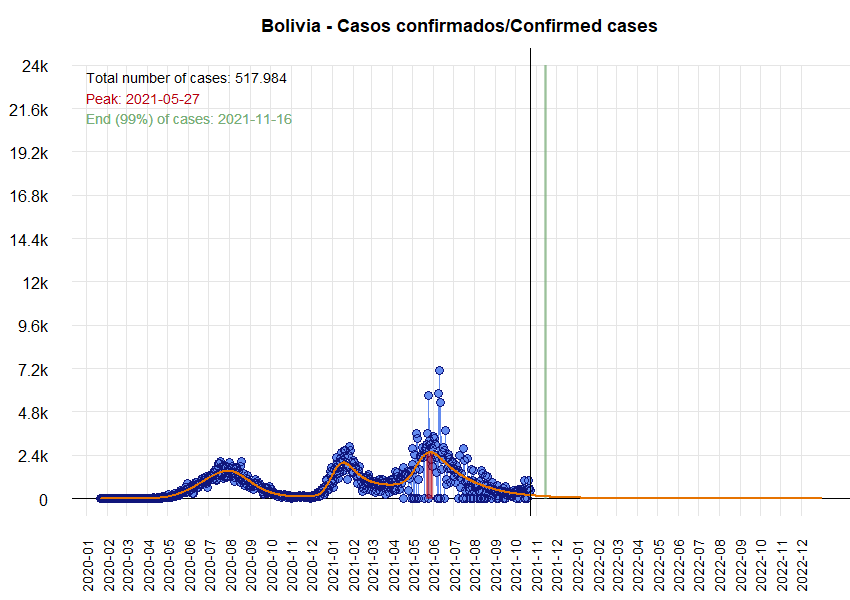 Bolivia - Casos confirmados/Confirmed cases
24k
21.6k
19.2k
16.8k
14.4k
12k
9.6k
7.2k
4.8k
2.4k
0
Total number of cases: 517.984
Peak: 2021-05-27
End (99%) of cases: 2021-11-16
2020-01
2020-02
2020-03
2020-04
2020-05
2020-06
2020-07
2020-08
2020-09
2020-10
2020-11
2020-12
2021-01
2021-02
2021-03
2021-04
2021-05
2021-06
2021-07
2021-08
2021-09
2021-10
2021-11
2021-12
2022-01
2022-02
2022-03
2022-04
2022-05
2022-06
2022-07
2022-08
2022-09
2022-10
2022-11
2022-12